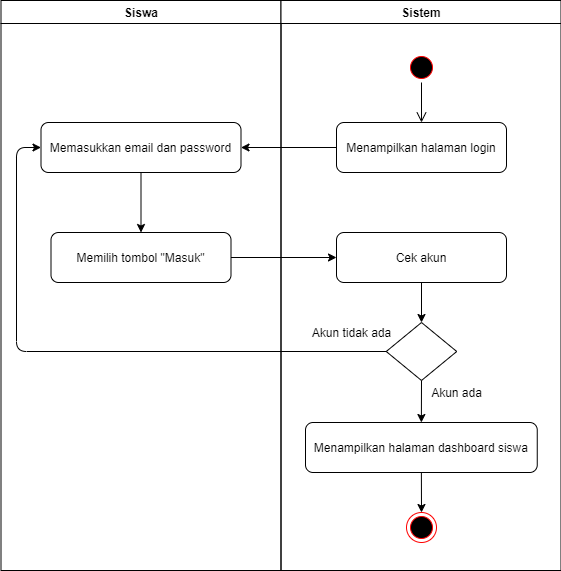 Siswa
Sistem
Menampilkan halaman login
Memasukkan email dan password
Memilih tombol "Masuk"
Cek akun
Akun tidak ada
Akun ada
Menampilkan halaman dashboard siswa